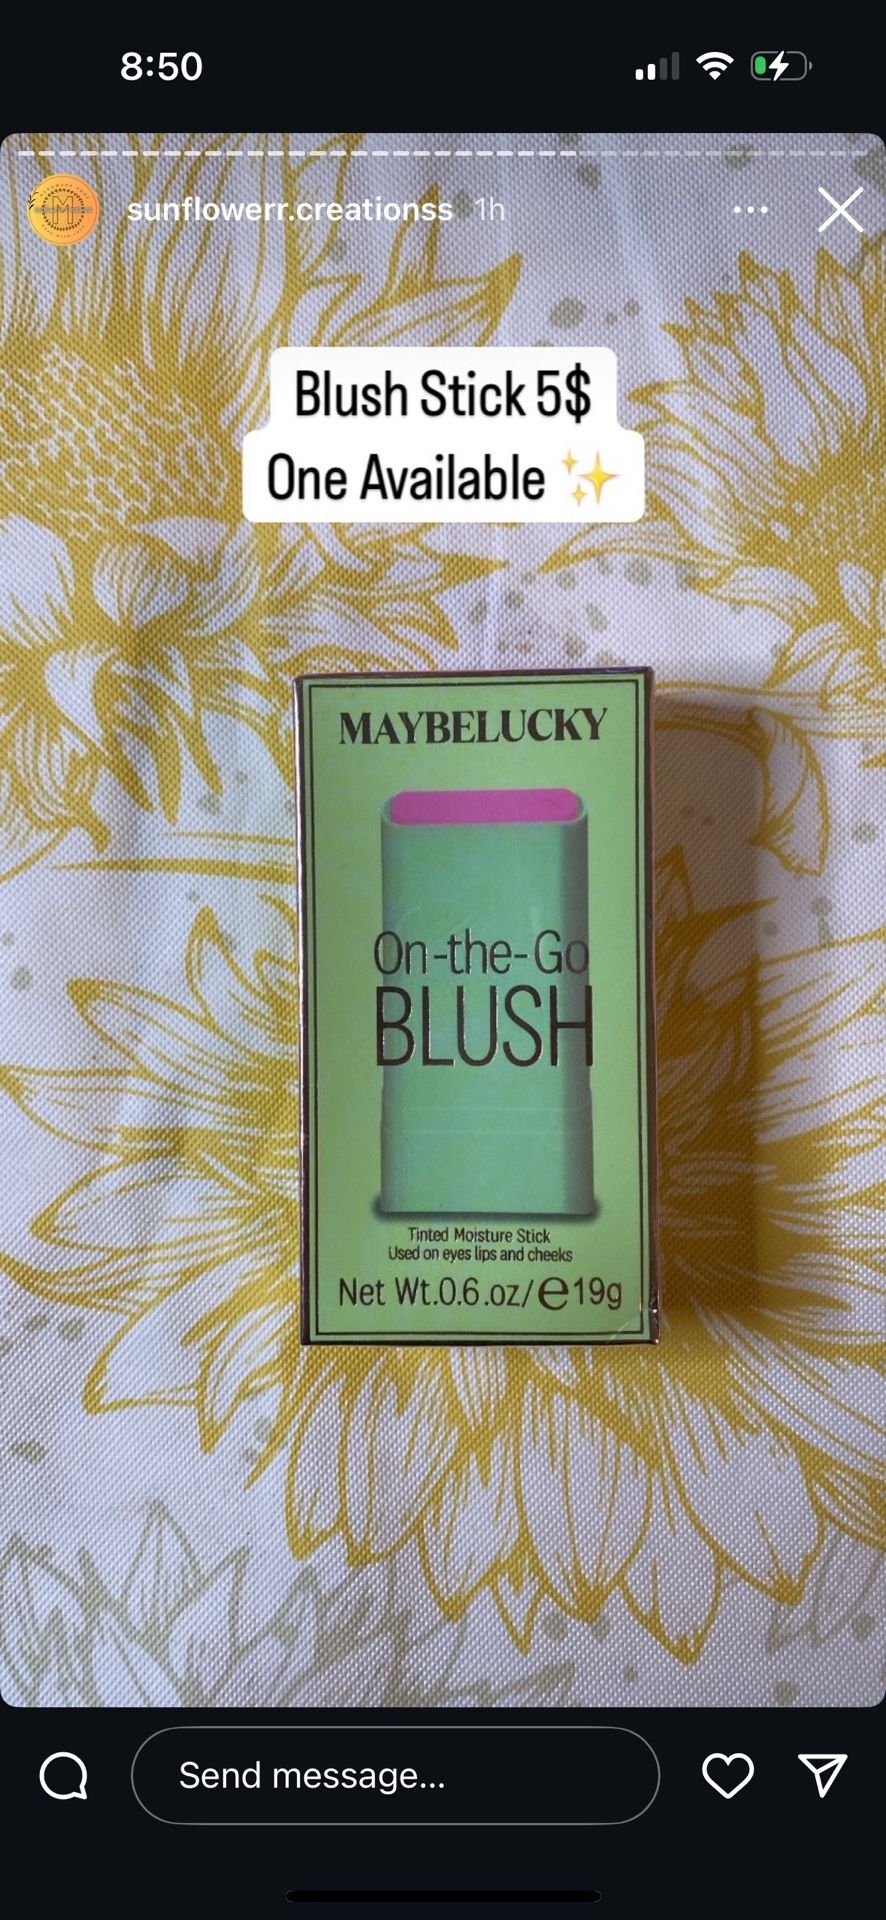 8:50
sunflowerr.creationss 1h
Blush Stick 5$
One Available ✨
MAYBELUCKY
On-the-Go
BLUSH
Tinted Moisture Stick
Used on eyes lips and cheeks
Net Wt.0.6.oz/℮19g
Send message...